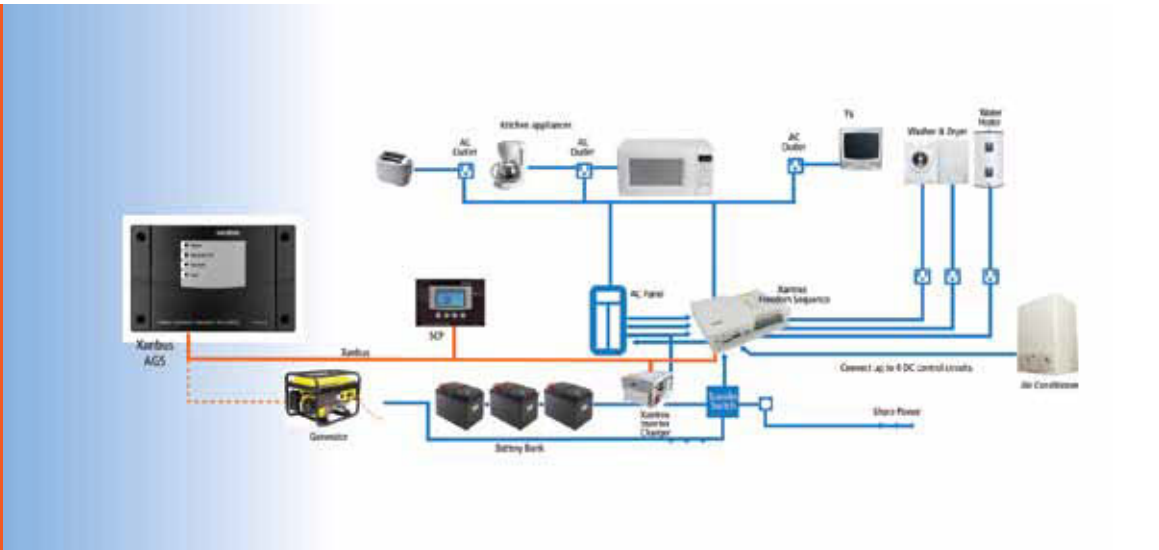 Kitchen appliances
AC
Outlet
AC
Outlet
AC
Outlet
TV
Washer & Dryer
Water
Heater
Xanbus
AGS
Xanbus
SCP
AC Panel
Xantrex
Freedom Sequence
Generator
Battery Bank
Xantrex
Inverter
Charger
Transfer
Switch
Connect up to 4 DC control circuits
Air Conditioner
Shore Power